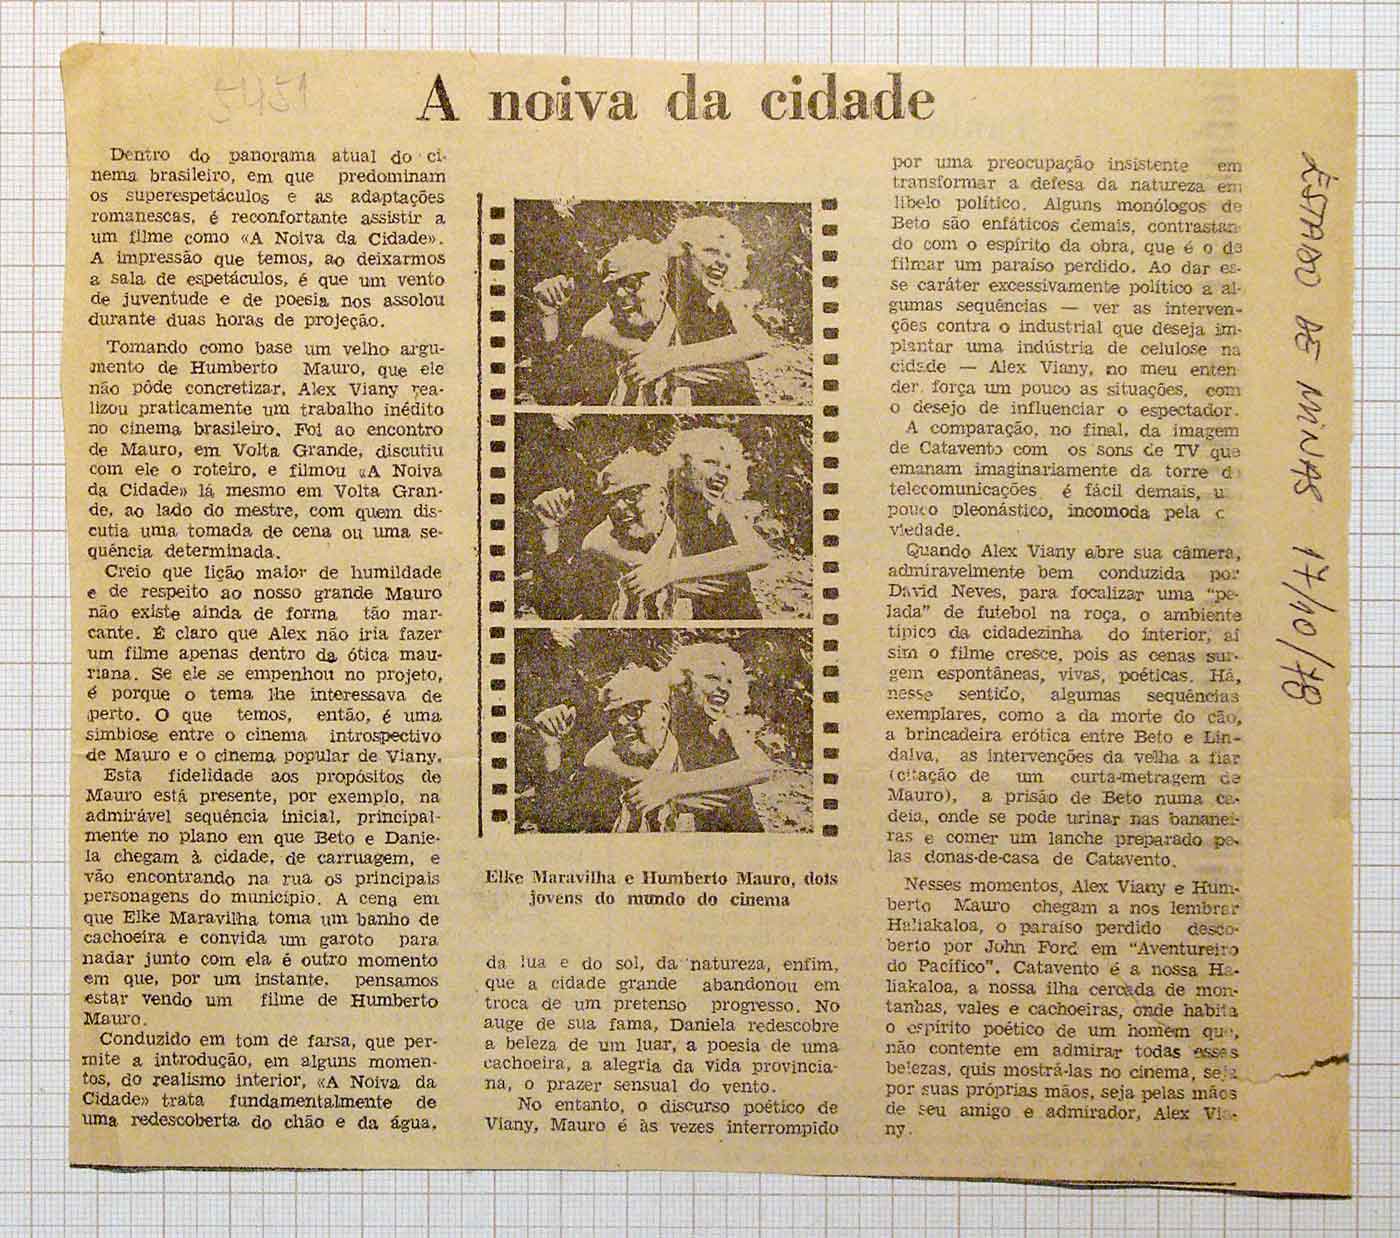 5451
A noiva da cidade
Dentro do panorama atual do ci-
nema brasileiro, em que predominam
os superespetáculos e as adaptações
romanescas, é reconfortante assistir a
um filme como «A Noiva da Cidade».
A impressão que temos, ao deixarmos
a sala de espetáculos, é que um vento
de juventude e de poesia nos assolou
durante duas horas de projeção.
Tomando como base um velho argu-
mento de Humberto Mauro, que ele
não pôde concretizar, Alex Viany rea-
lizou praticamente um trabalho inédito
no cinema brasileiro. Foi ao encontro
de Mauro, em Volta Grande, discutiu
com ele o roteiro, e filmou «A Noiva
da Cidade» lá mesmo em Volta Gran-
de, ao lado do mestre, com quem dis-
cutia uma tomada de cena ou uma se-
quência determinada.
Creio que lição maior de humildade
e de respeito ao nosso grande Mauro
não existe ainda de forma tão mar-
cante. É claro que Alex não iria fazer
um filme apenas dentro da ótica mau-
riana. Se ele se empenhou no projeto,
é porque o tema lhe interessava de
perto. O que temos, então, é uma
simbiose entre o cinema introspectivo
de Mauro e o cinema popular de Viany.
Esta fidelidade aos propósitos de
Mauro está presente, por exemplo, na
admirável sequência inicial, principal-
mente no plano em que Beto e Danie-
la chegam à cidade, de carruagem, e
vão encontrando na rua os principais
personagens do município. A cena em
que Elke Maravilha toma um banho de
cachoeira e convida um garoto para
nadar junto com ela é outro momento
em que, por um instante, pensamos
estar vendo um filme de Humberto
Mauro.
Conduzido em tom de farsa, que per-
mite a introdução, em alguns momen-
tos, do realismo interior, «A Noiva da
Cidade» trata fundamentalmente de
uma redescoberta do chão e da água,
Elke Maravilha e Humberto Mauro, dois
jovens do mundo do cinema
da lua e do sol, da natureza, enfim,
que a cidade grande abandonou em
troca de um pretenso progresso. No
auge de sua fama, Daniela redescobre
a beleza de um luar, a poesia de uma
cachoeira, a alegria da vida provincia-
na, o prazer sensual do vento.
No entanto, o discurso poético de
Viany, Mauro é às vezes interrompido
por uma preocupação insistente em
transformar a defesa da natureza em
libelo político. Alguns monólogos de
Beto são enfáticos demais, contrastan
do com o espírito da obra, que é o de
filmar um paraíso perdido. Ao dar es-
se caráter excessivamente político a al-
gumas sequências — ver as interven-
ções contra o industrial que deseja im-
plantar uma indústria de celulose na
cidade — Alex Viany, no meu enten
der, força um pouco as situações, com
o desejo de influenciar o espectador.
A comparação, no final, da imagem
de Catavento com os sons de TV que
emanam imaginariamente da torre
telecomunicações é fácil demais,
pouco pleonástico, incomoda pela
viedade.
Quando Alex Viany abre sua câmera,
admiravelmente bem conduzida por
David Neves, para focalizar uma "pe-
lada" de futebol na roça, o ambiente
típico da cidadezinha do interior, aí
sim o filme cresce, pois as cenas sur-
gem espontâneas, vivas, poéticas. Há,
nesse sentido, algumas sequências
exemplares, como a da morte do cão,
a brincadeira erótica entre Beto e Lin-
dalva, as intervenções da velha a fiar
(citação de um curta-metragem de
Mauro), a prisão de Beto numa ca-
deia, onde se pode urinar nas bananei-
ras e comer um lanche preparado pe-
las donas-de-casa de Catavento.
Nesses momentos, Alex Viany e Hum-
berto Mauro chegam a nos lembrar
Haliakaloa, o paraíso perdido desco-
berto por John Ford em "Aventureiro
do Pacífico". Catavento é a nossa Ha-
liakaloa, a nossa ilha cercada de mon-
tanhas, vales e cachoeiras, onde habita
o espírito poético de um homem que,
não contente em admirar todas essas
belezas, quis mostrá-las no cinema, seja
por suas próprias mãos, seja pelas mãos
de seu amigo e admirador, Alex Via-
ny.
ESTADO DE MINAS 17/10/78